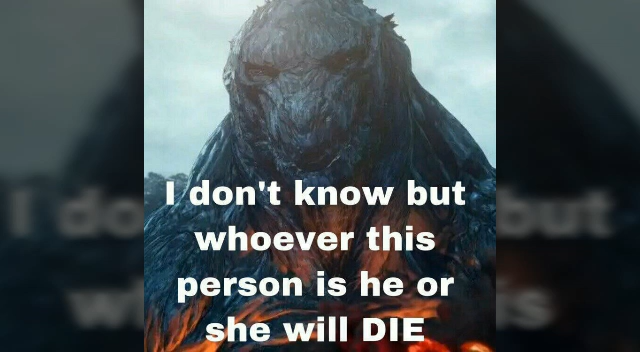 I don't know but
whoever this
person is he or
she will DIE